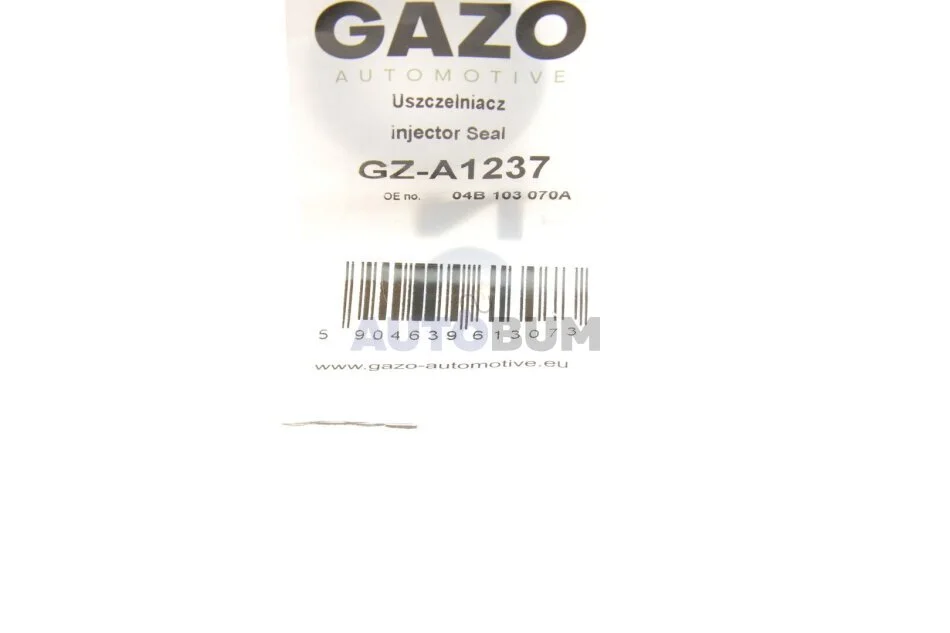 GAZO
AUTOMOTIVE
Uszczelniacz
injector Seal
GZ-A1237
OE no. 04B 103 070A
5 904639 613073
AUTOBUM
www.gazo-automotive.eu